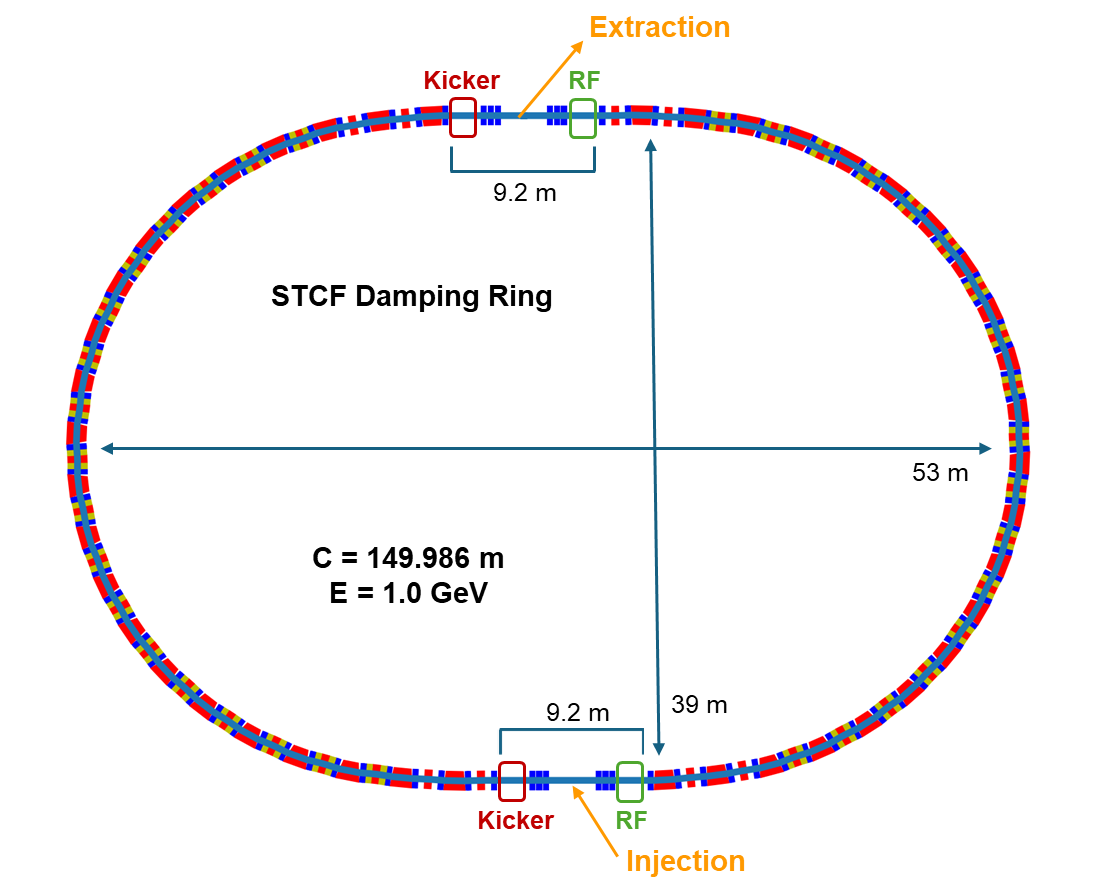 Extraction
Kicker
RF
9.2 m
STCF Damping Ring
53 m
C = 149.986 m
E = 1.0 GeV
39 m
9.2 m
Kicker
RF
Injection